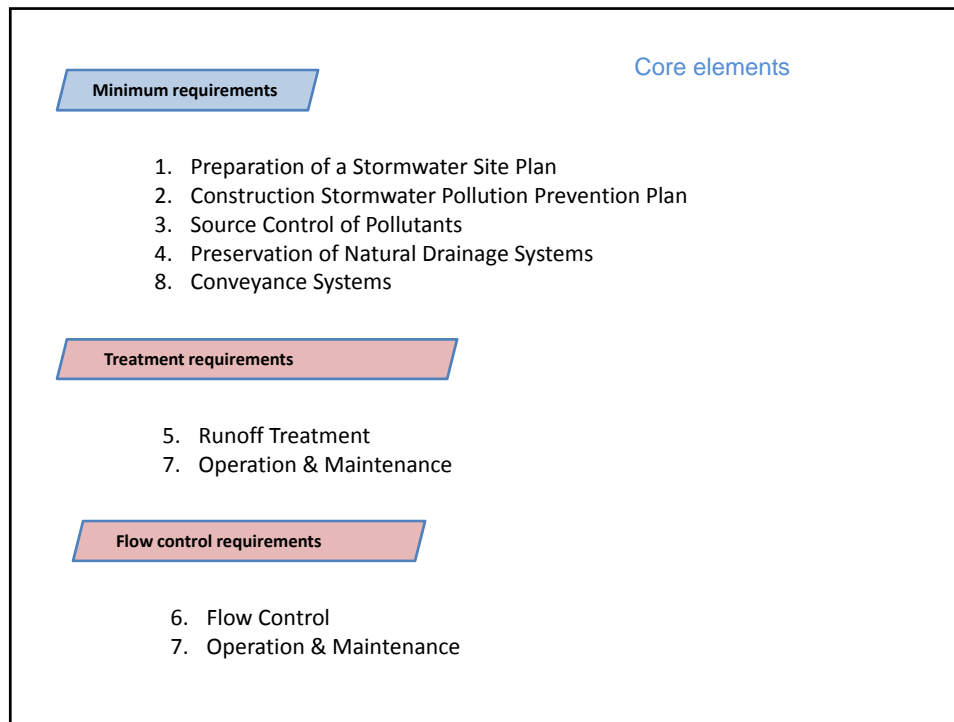 Core elements
Minimum requirements
1. Preparation of a Stormwater Site Plan
2. Construction Stormwater Pollution Prevention Plan
3. Source Control of Pollutants
4. Preservation of Natural Drainage Systems
8. Conveyance Systems
Treatment requirements
5. Runoff Treatment
7. Operation & Maintenance
Flow control requirements
6. Flow Control
7. Operation & Maintenance